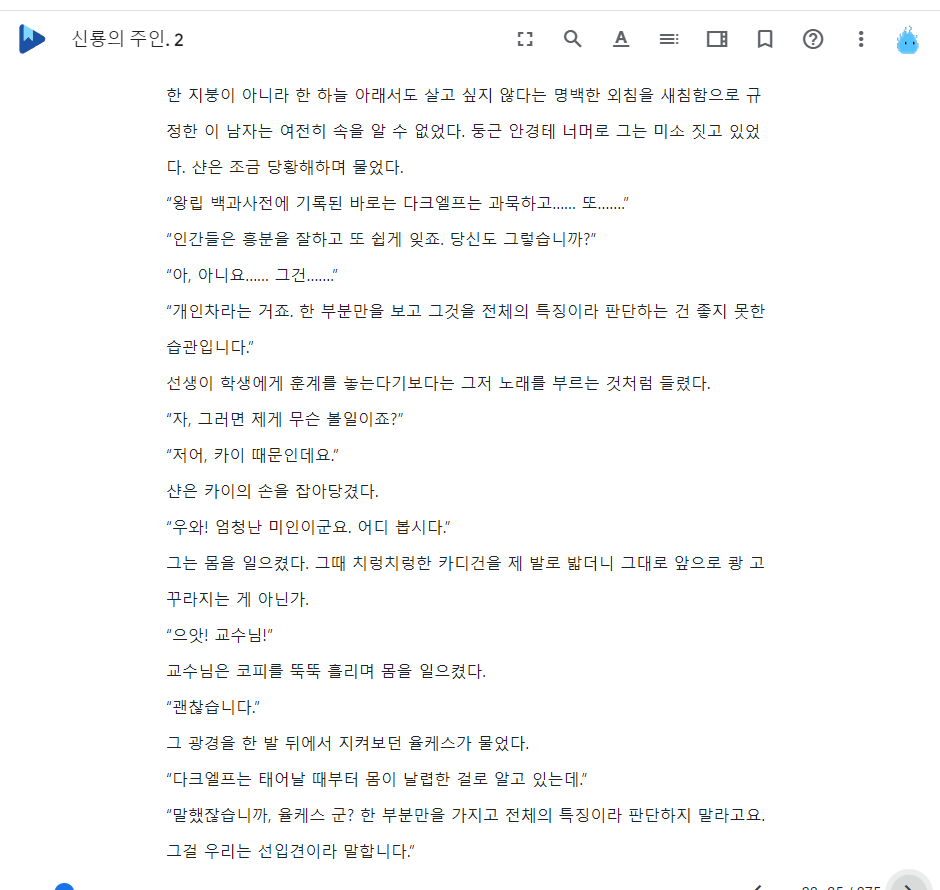 신룡의 주인. 2
한 지붕이 아니라 한 하늘 아래서도 살고 싶지 않다는 명백한 외침을 새침함으로 규
정한 이 남자는 여전히 속을 알 수 없었다. 둥근 안경테 너머로 그는 미소 짓고 있었
다. 샨은 조금 당황해하며 물었다.
“왕립 백과사전에 기록된 바로는 다크엘프는 과묵하고…… 또…….”
“인간들은 흥분을 잘하고 또 쉽게 잊죠. 당신도 그렇습니까?”
“아, 아니요…… 그건…….”
“개인차라는 거죠. 한 부분만을 보고 그것을 전체의 특징이라 판단하는 건 좋지 못한
습관입니다.”
선생이 학생에게 훈계를 놓는다기보다는 그저 노래를 부르는 것처럼 들렸다.
“자, 그러면 제게 무슨 볼일이죠?”
“저어, 카이 때문인데요.”
샨은 카이의 손을 잡아당겼다.
“우와! 엄청난 미인이군요. 어디 봅시다.”
그는 몸을 일으켰다. 그때 치렁치렁한 카디건을 제 발로 밟더니 그대로 앞으로 쾅 고
꾸라지는 게 아닌가.
“으앗! 교수님!”
교수님은 코피를 뚝뚝 흘리며 몸을 일으켰다.
“괜찮습니다.”
그 광경을 한 발 뒤에서 지켜보던 율케스가 물었다.
“다크엘프는 태어날 때부터 몸이 날렵한 걸로 알고 있는데.”
“말했잖습니까, 율케스 군? 한 부분만을 가지고 전체의 특징이라 판단하지 말라고요.
그걸 우리는 선입견이라 말합니다.”